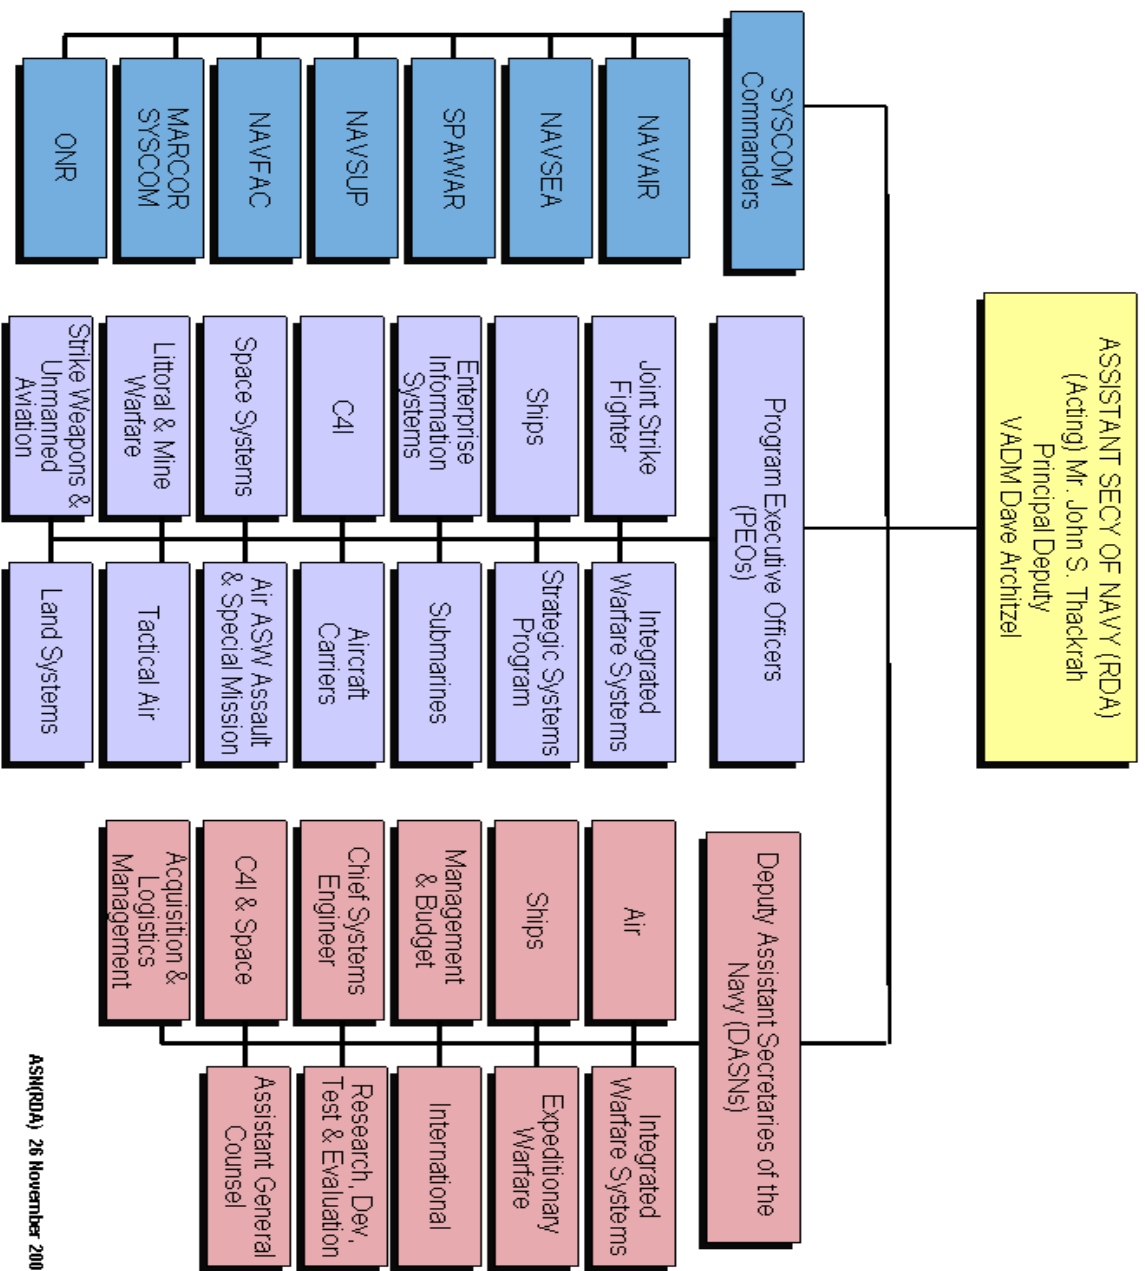 ASSISTANT SECY OF NAVY (RDA)
(Acting) Mr. John S. Thackrah
Principal Deputy
VADM Dave Architzel
SYSCOM
Commanders
NAVAIR
NAVSEA
SPAWAR
NAVSUP
NAVFAC
MARCOR
SYSCOM
ONR
Program Executive Officers
(PEOs)
Joint Strike
Fighter
Integrated
Warfare Systems
Ships
Strategic Systems
Program
Enterprise
Information
Systems
Submarines
C4I
Aircraft
Carriers
Space Systems
Air ASW Assault
& Special Mission
Littoral & Mine
Warfare
Tactical Air
Strike Weapons &
Unmanned
Aviation
Land Systems
Deputy Assistant Secretaries of the
Navy (DASNs)
Air
Integrated
Warfare Systems
Ships
Expeditionary
Warfare
Management
& Budget
International
Chief Systems
Engineer
Research, Dev,
Test & Evaluation
C4I & Space
Assistant General
Counsel
Acquisition &
Logistics
Management
ASN(RDA) 26 November 200